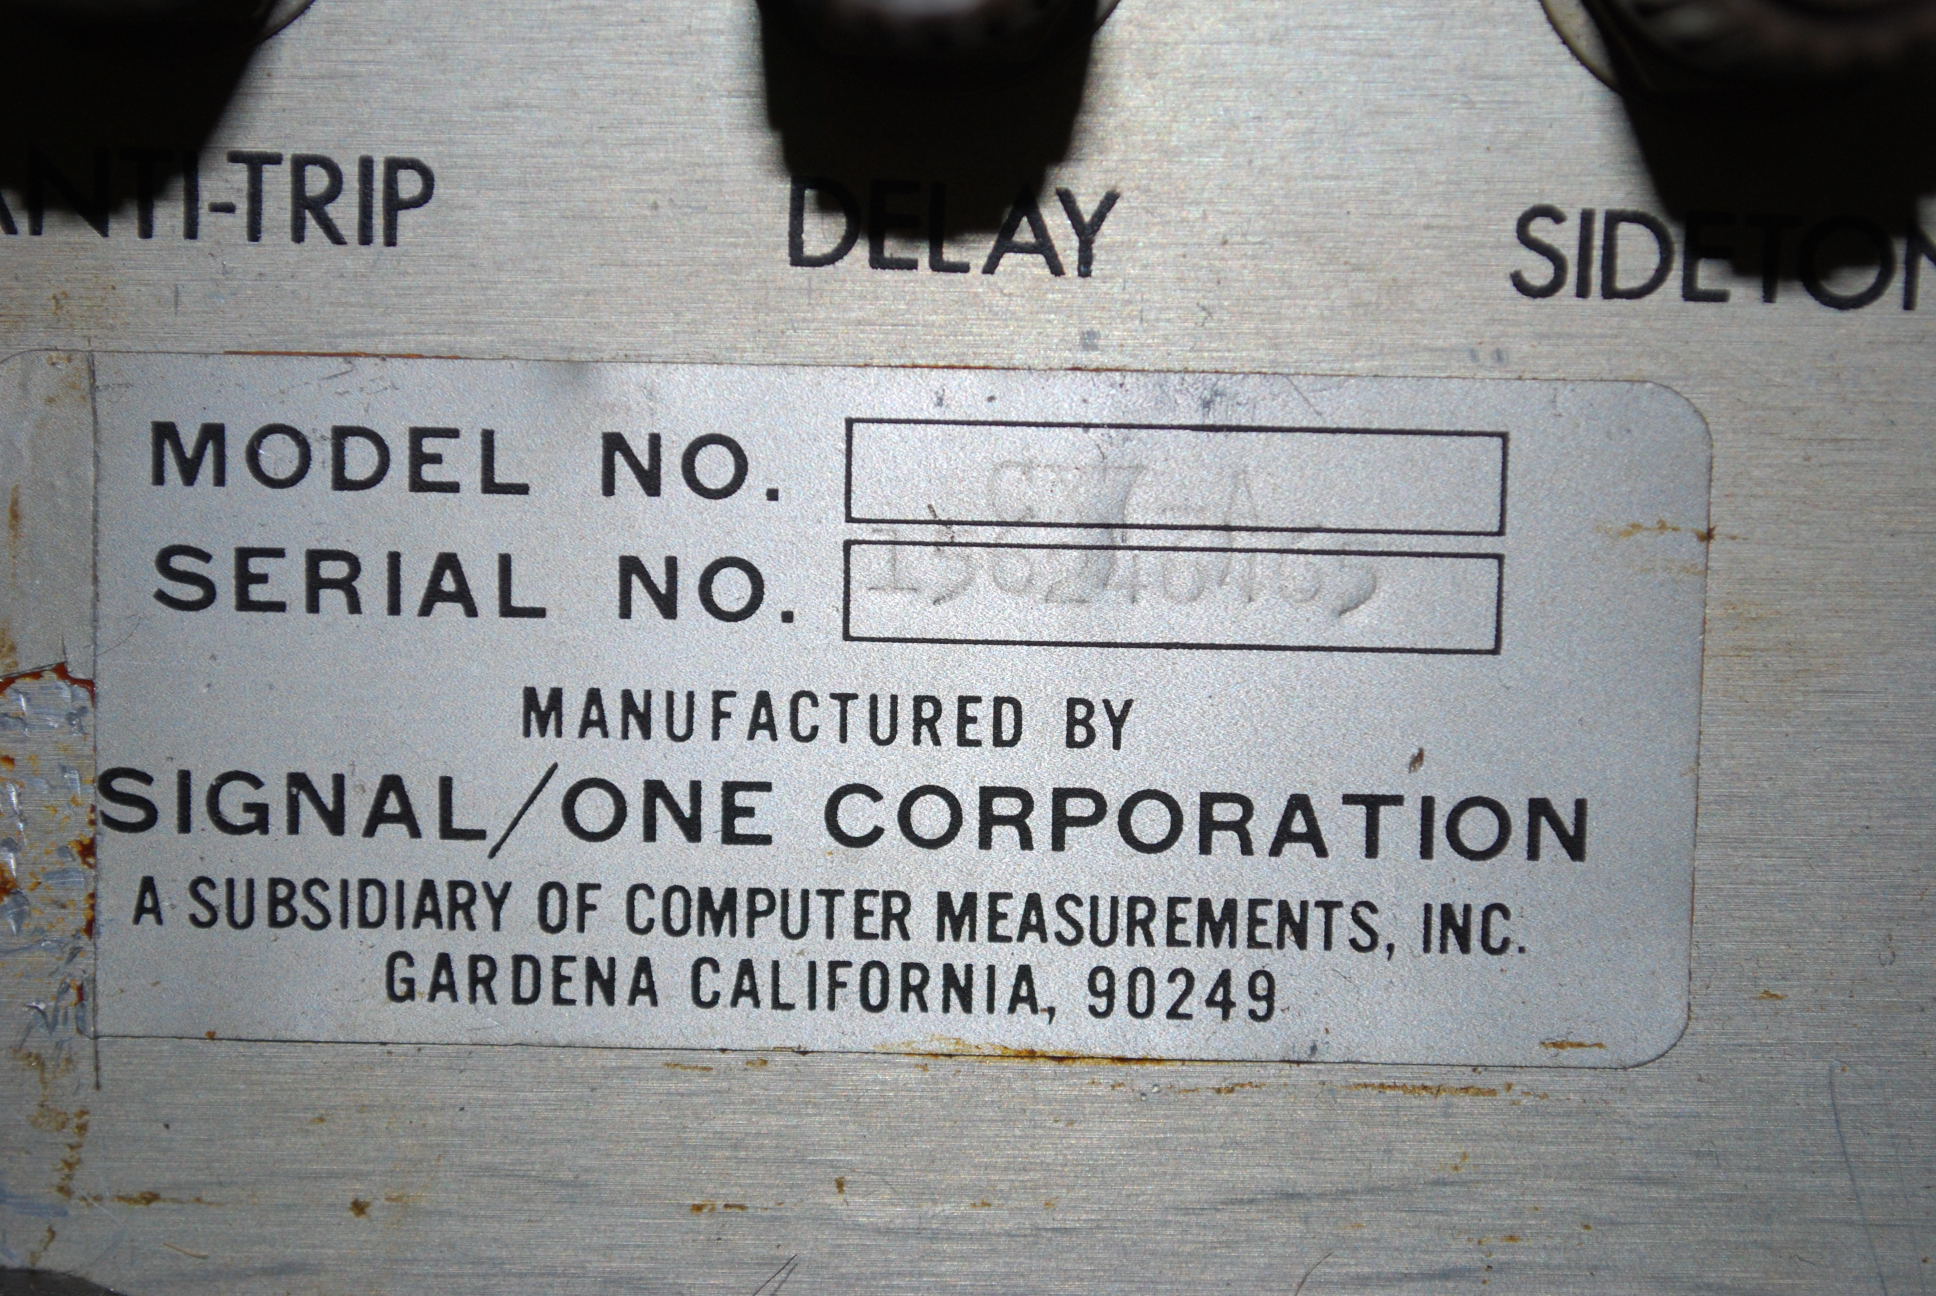 ANTI-TRIP DELAY SIDETON
MODEL NO. CX7-A
SERIAL NO.
MANUFACTURED BY
SIGNAL/ONE CORPORATION
A SUBSIDIARY OF COMPUTER MEASUREMENTS, INC.
GARDENA CALIFORNIA, 90249